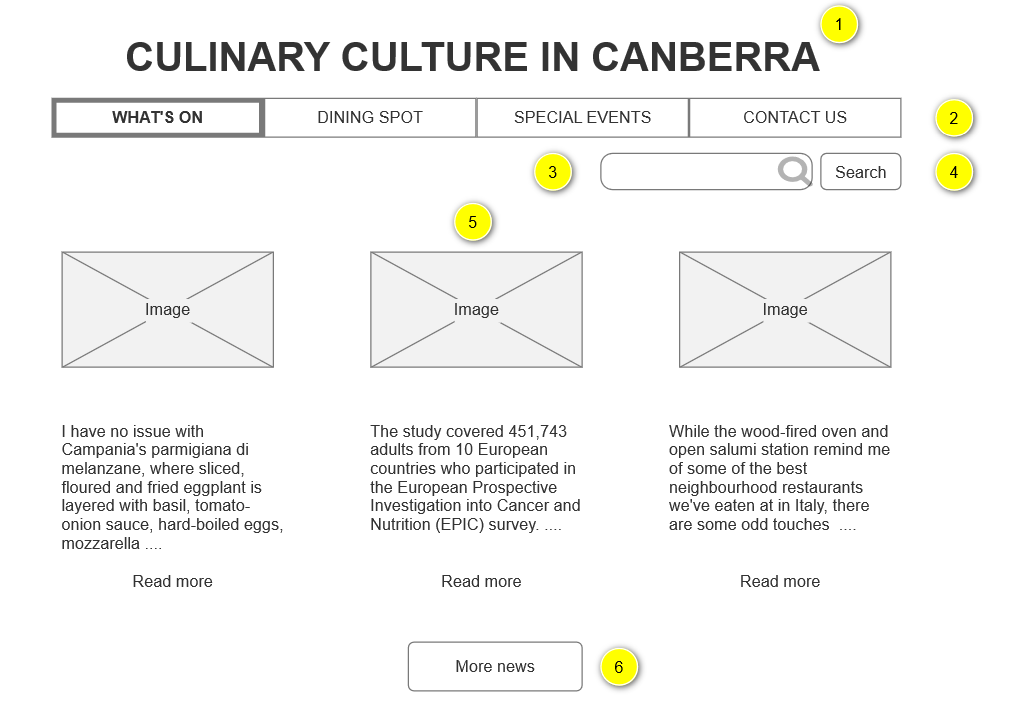 1
CULINARY CULTURE IN CANBERRA
WHAT'S ON
DINING SPOT
SPECIAL EVENTS
CONTACT US
2
3
Search
4
5
Image
Image
Image
I have no issue with
Campania's parmigiana di
melanzane, where sliced,
floured and fried eggplant is
layered with basil, tomato-
onion sauce, hard-boiled eggs,
mozzarella ....
Read more
The study covered 451,743
adults from 10 European
countries who participated in
the European Prospective
Investigation into Cancer and
Nutrition (EPIC) survey. ....
Read more
While the wood-fired oven and
open salumi station remind me
of some of the best
neighbourhood restaurants
we've eaten at in Italy, there
are some odd touches  ....
Read more
More news
6